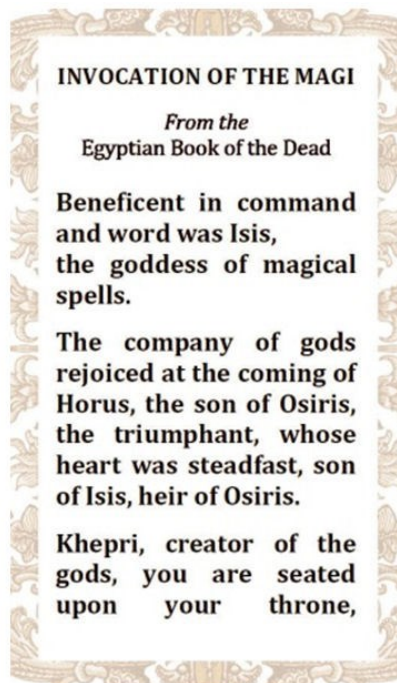 INVOCATION OF THE MAGI
From the
Egyptian Book of the Dead
Beneficent in command
and word was Isis,
the goddess of magical
spells.
The company of gods
rejoiced at the coming of
Horus, the son of Osiris,
the triumphant, whose
heart was steadfast, son
of Isis, heir of Osiris.
Khepri, creator of the
gods, you are seated
upon your throne,